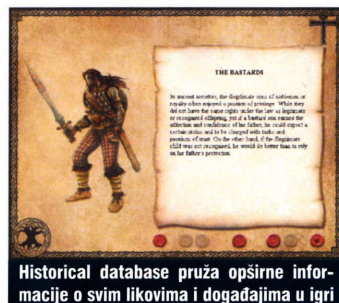 THE BASTARDS
In ancient societies, the illegitimate sons of noblemen or
royalty often enjoyed a position of privilege. While they
did not have the same rights under the law as legitimate
or recognized offspring, yet if a bastard son earned the
affection and confidence of his father, he could expect a
certain status and to be charged with tasks and
positions of trust. On the other hand, if the illegitimate
child was not recognized, he would do better than to rely
on his father's protection.
Historical database pruža opširne infor-
macije o svim likovima i događajima u igri